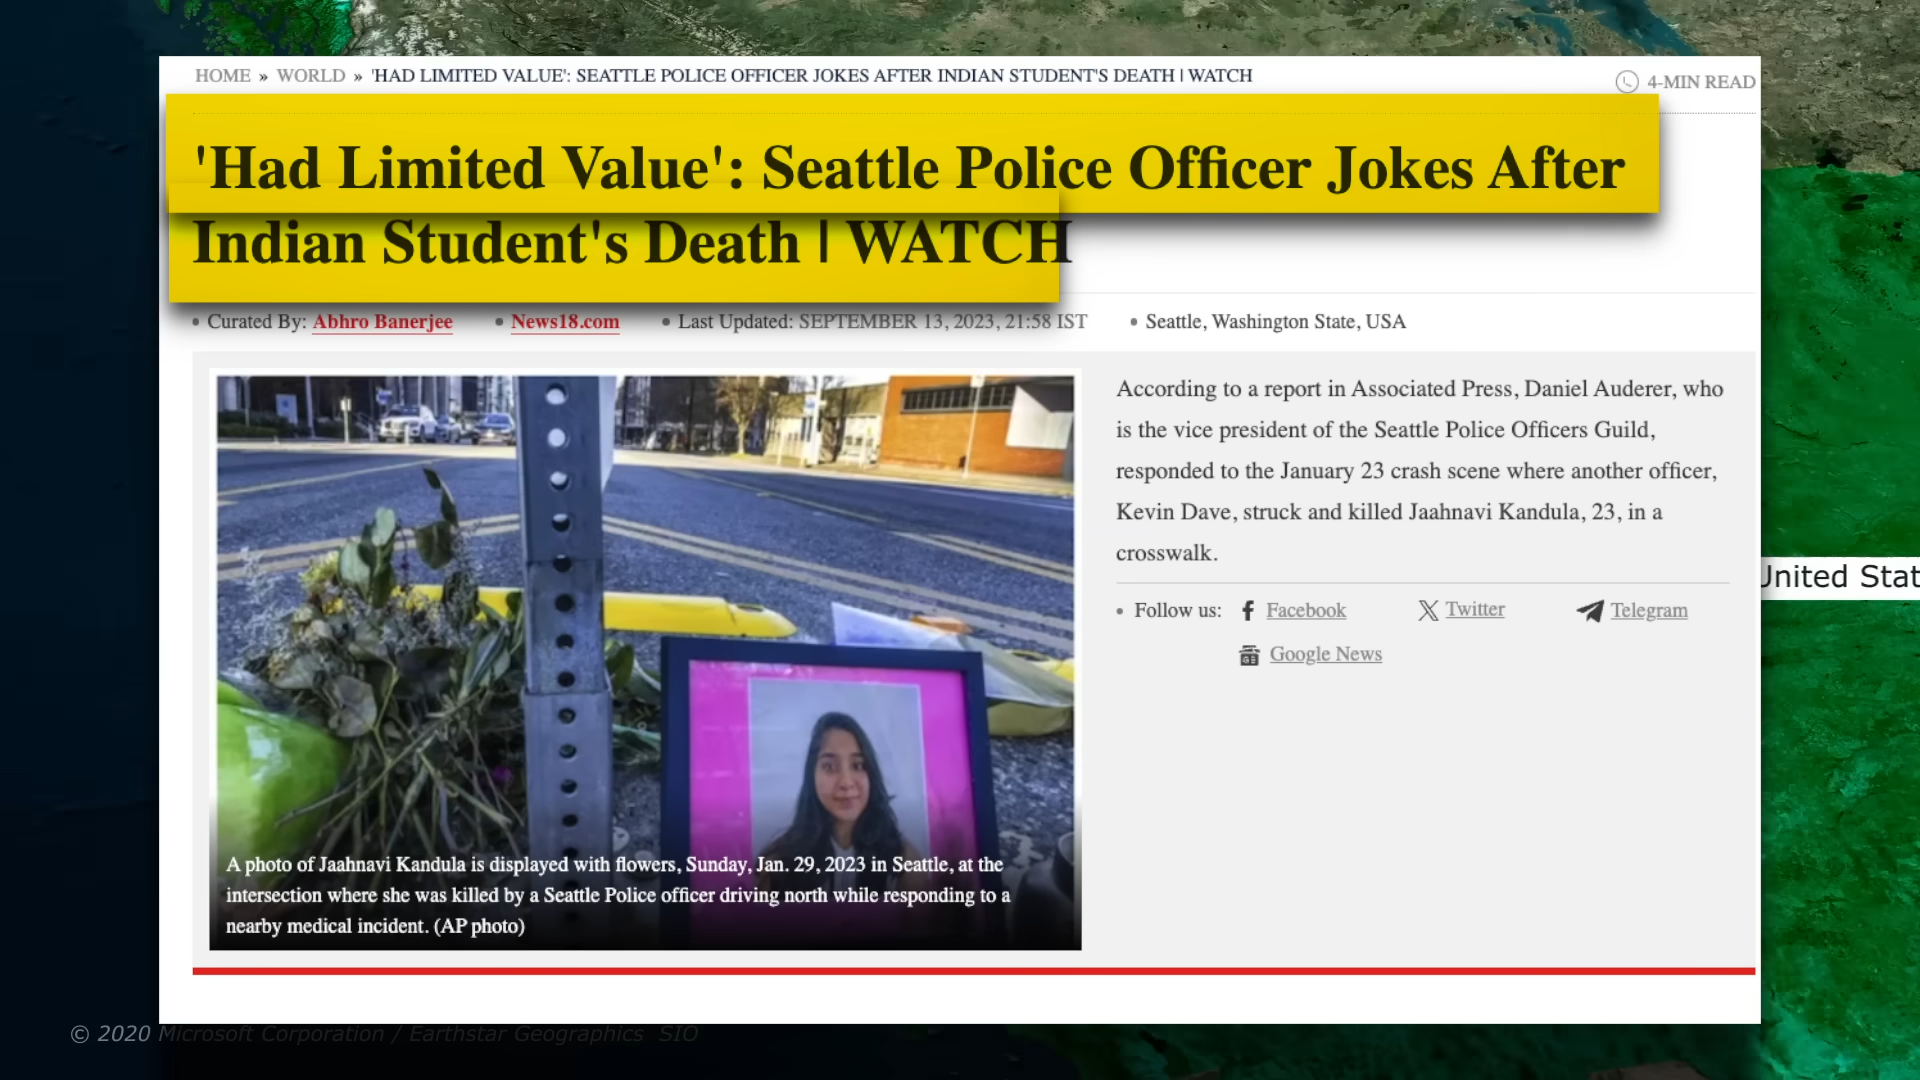 HOME » WORLD » 'HAD LIMITED VALUE': SEATTLE POLICE OFFICER JOKES AFTER INDIAN STUDENT'S DEATH | WATCH
4-MIN READ
'Had Limited Value': Seattle Police Officer Jokes After
Indian Student's Death | WATCH
• Curated By: Abhro Banerjee • News18.com • Last Updated: SEPTEMBER 13, 2023, 21:58 IST • Seattle, Washington State, USA
According to a report in Associated Press, Daniel Auderer, who
is the vice president of the Seattle Police Officers Guild,
responded to the January 23 crash scene where another officer,
Kevin Dave, struck and killed Jaahnavi Kandula, 23, in a
crosswalk.
• Follow us: Facebook Twitter Telegram
Google News
A photo of Jaahnavi Kandula is displayed with flowers, Sunday, Jan. 29, 2023 in Seattle, at the
intersection where she was killed by a Seattle Police officer driving north while responding to a
nearby medical incident. (AP photo)
United Stat
© 2020 Microsoft Corporation / Earthstar Geographics SIO